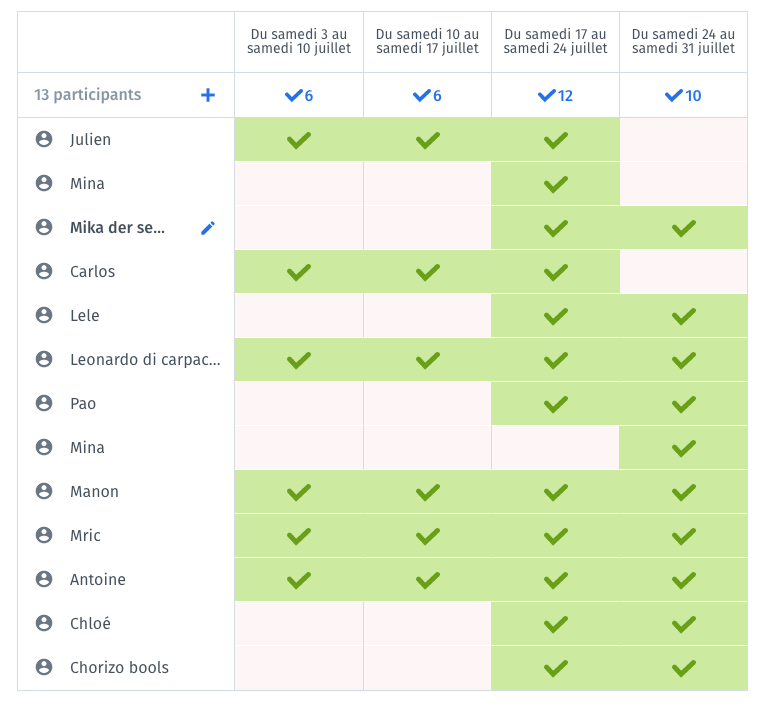 Du samedi 3 au
samedi 10 juillet
Du samedi 10 au
samedi 17 juillet
Du samedi 17 au
samedi 24 juillet
Du samedi 24 au
samedi 31 juillet
13 participants
6
6
12
10
Julien
Mina
Mika der se...
Carlos
Lele
Leonardo di carpac...
Pao
Mina
Manon
Mric
Antoine
Chloé
Chorizo bools